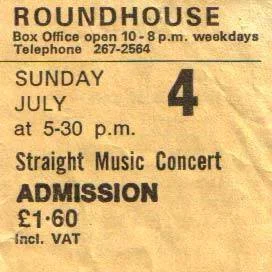 ROUNDHOUSE
Box Office open 10 - 8 p.m. weekdays
Telephone 267-2564
SUNDAY
JULY 4
at 5-30 p.m.
Straight Music Concert
ADMISSION
£1·60
incl. VAT